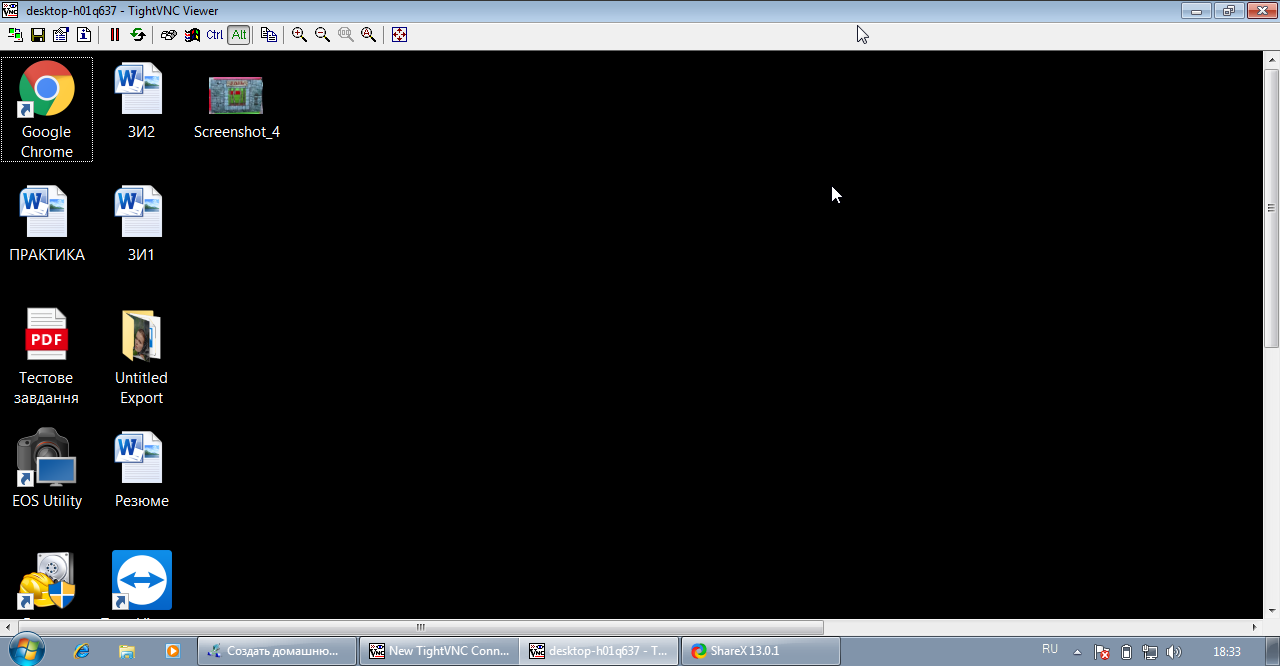 desktop-h01q637 - TightVNC Viewer
Ctrl Alt
Google
Chrome
ЗИ2
Screenshot_4
ПРАКТИКА
ЗИ1
PDF
Тестове
завдання
Untitled
Export
EOS Utility
Резюме
Создать домашню...
New TightVNC Conn...
desktop-h01q637 - T...
ShareX 13.0.1
RU
18:33